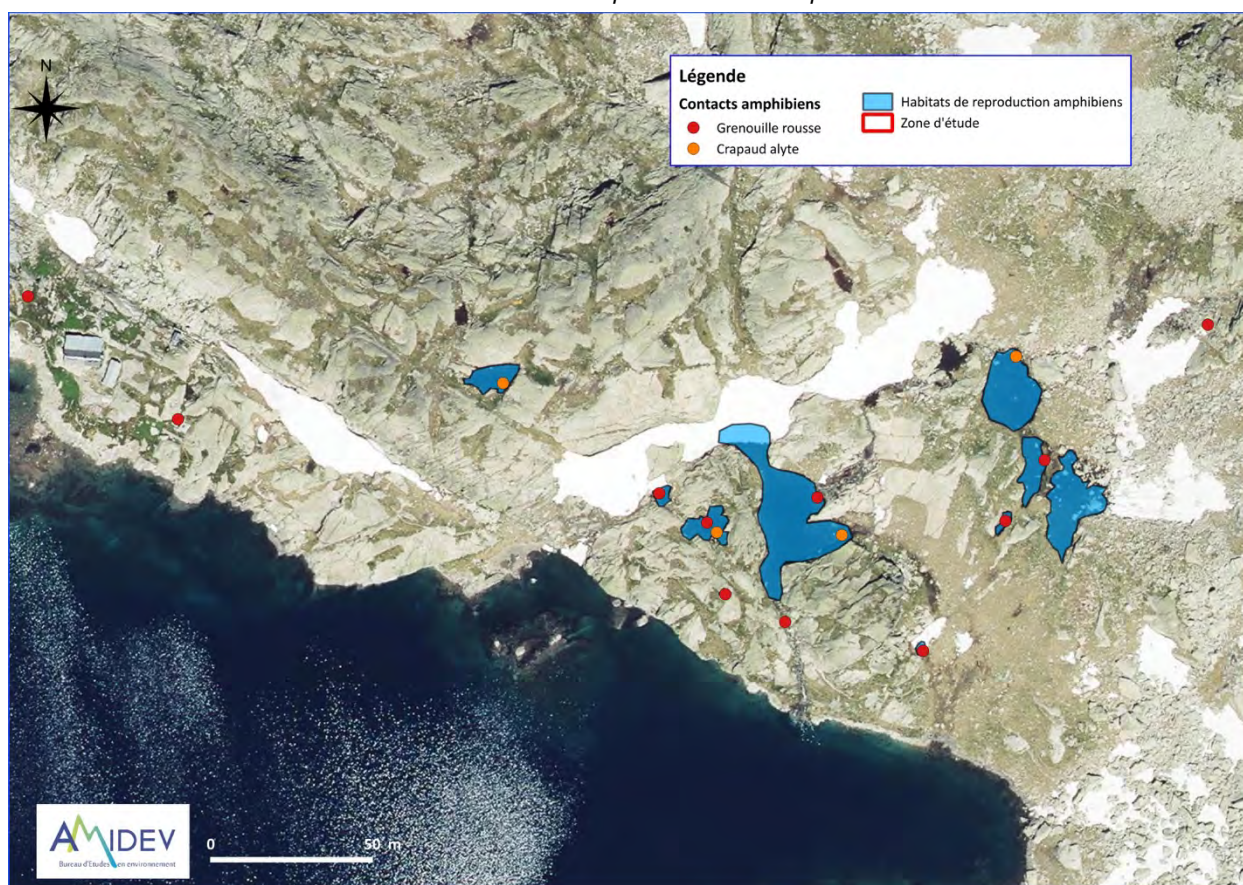 N
Légende
Contacts amphibiens
Grenouille rousse
Crapaud alyte
Habitats de reproduction amphibiens
Zone d'étude
AMIDEV
Bureau d'Études en environnement
0 50 m